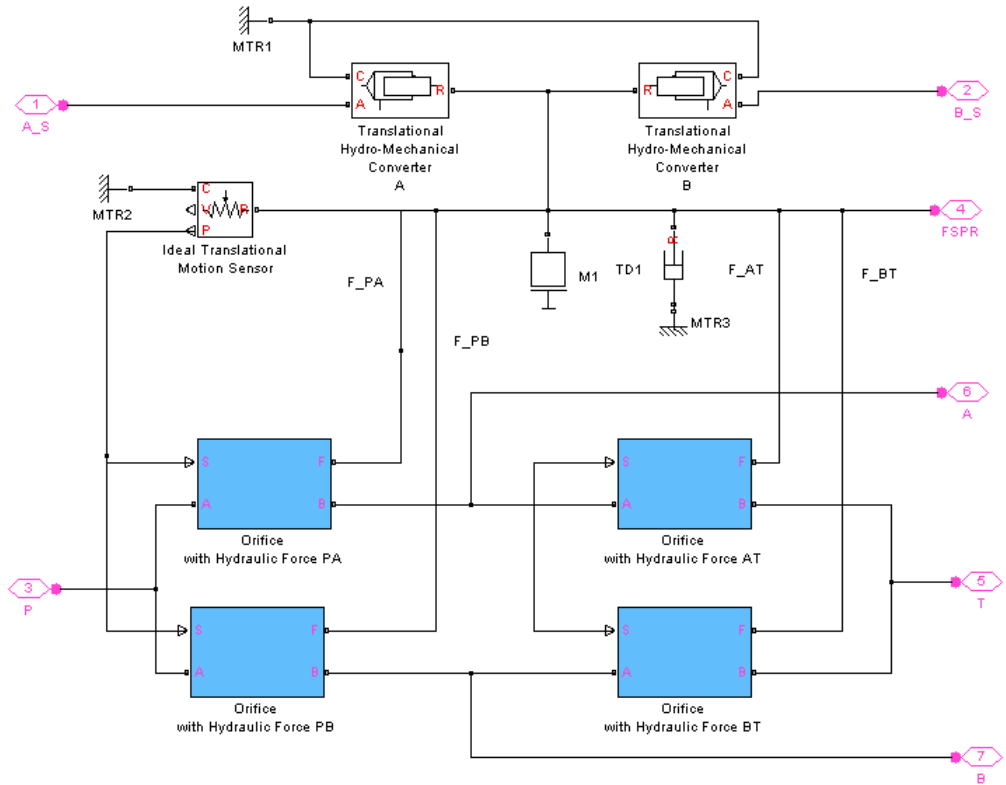 MTR1
C
A
R
Translational
Hydro-Mechanical
Converter
A
C
R
A
Translational
Hydro-Mechanical
Converter
B
1
A_S
2
B_S
MTR2
C
V
R
P
Ideal Translational
Motion Sensor
4
FSPR
F_PA
F_PB
M1
R
TD1
MTR3
F_AT
F_BT
6
A
S
F
A
B
Orifice
with Hydraulic Force PA
S
F
A
B
Orifice
with Hydraulic Force AT
3
P
5
T
S
F
A
B
Orifice
with Hydraulic Force PB
S
F
A
B
Orifice
with Hydraulic Force BT
7
B